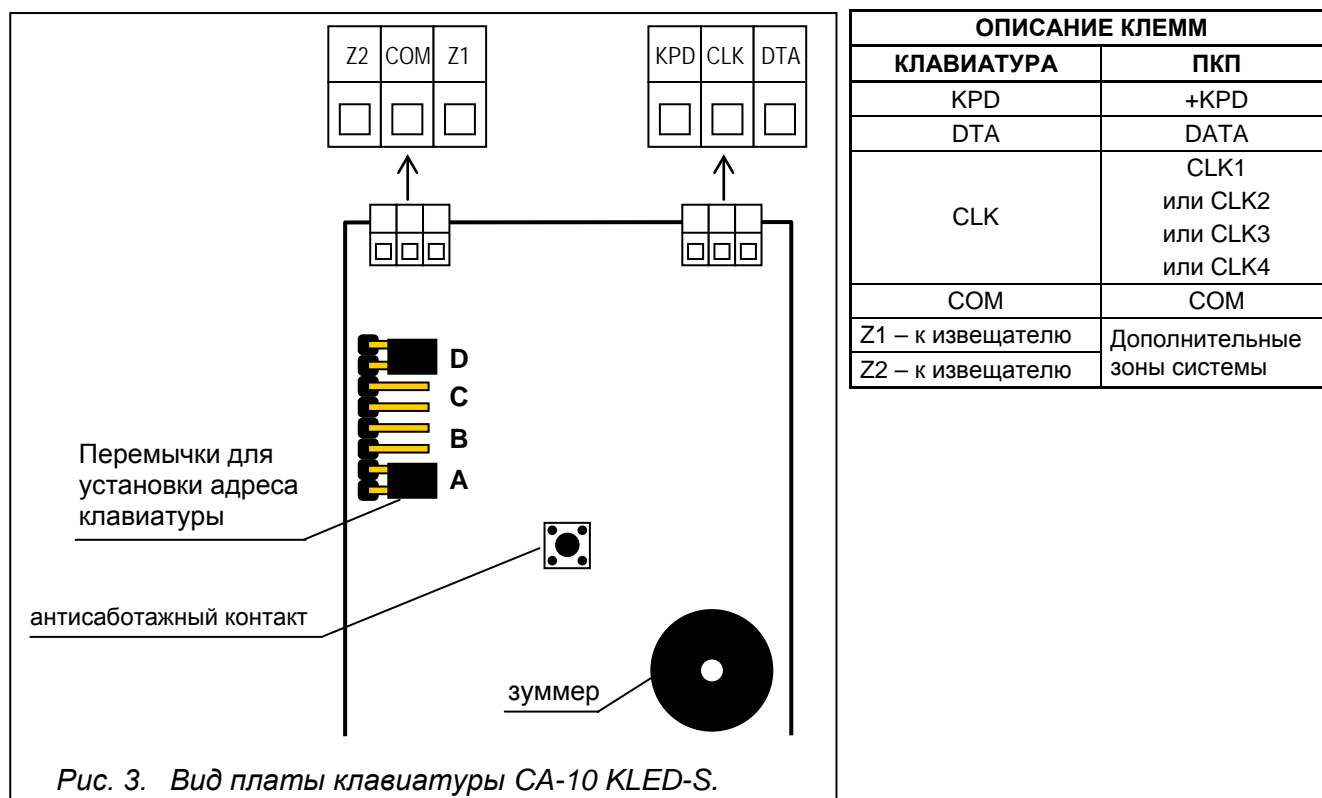 Z2 COM Z1
KPD CLK DTA
D
C
B
A
Перемычки для
установки адреса
клавиатуры
антисаботажный контакт
зуммер
Рис. 3. Вид платы клавиатуры CA-10 KLED-S.
ОПИСАНИЕ КЛЕММ
КЛАВИАТУРА ПКП
KPD +KPD
DTA DATA
CLK
CLK1
или CLK2
или CLK3
или CLK4
COM COM
Z1 – к извещателю
Z2 – к извещателю
Дополнительные
зоны системы